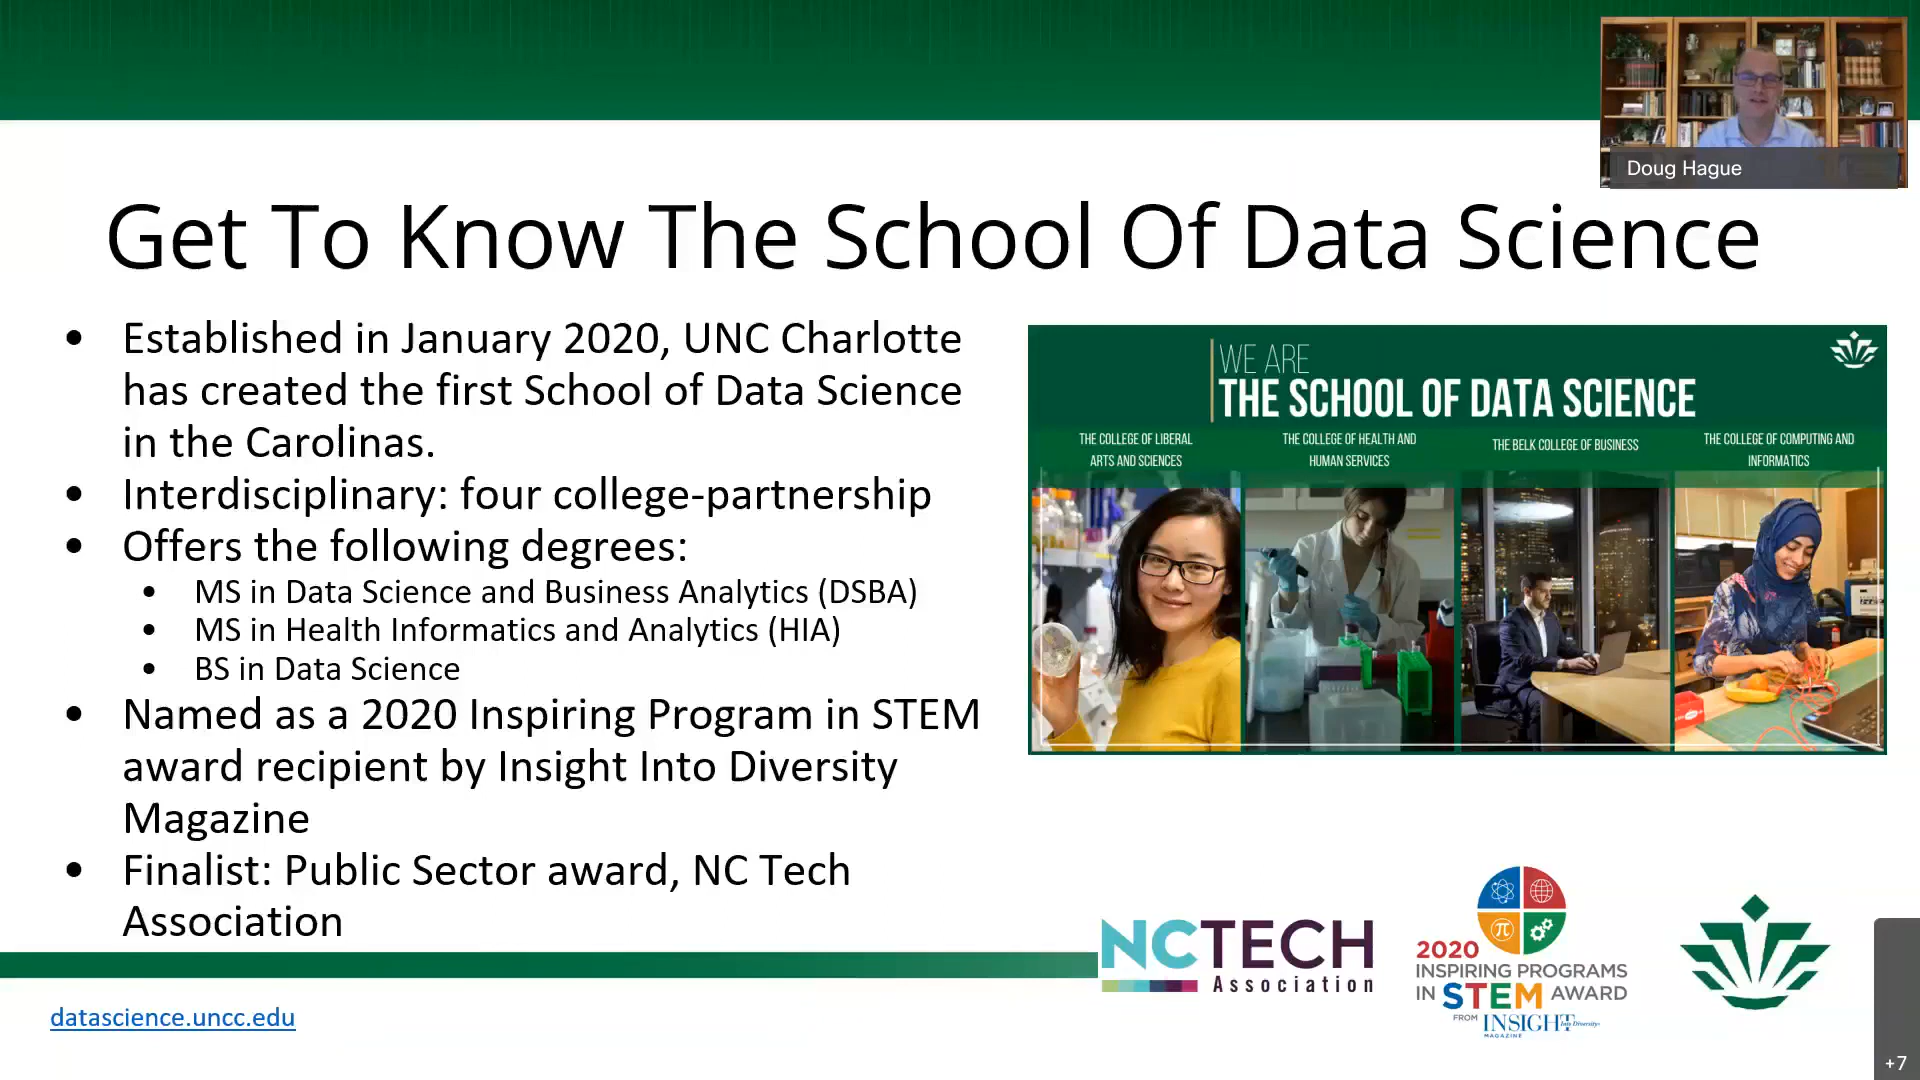 Doug Hague
Get To Know The School Of Data Science
• Established in January 2020, UNC Charlotte
has created the first School of Data Science
in the Carolinas.
• Interdisciplinary: four college-partnership
• Offers the following degrees:
• MS in Data Science and Business Analytics (DSBA)
• MS in Health Informatics and Analytics (HIA)
• BS in Data Science
• Named as a 2020 Inspiring Program in STEM
award recipient by Insight Into Diversity
Magazine
• Finalist: Public Sector award, NC Tech
Association
WE ARE
THE SCHOOL OF DATA SCIENCE
THE COLLEGE OF LIBERAL
ARTS AND SCIENCES
THE COLLEGE OF HEALTH AND
HUMAN SERVICES
THE BELK COLLEGE OF BUSINESS
THE COLLEGE OF COMPUTING AND
INFORMATICS
NCTECH
Association
π
2020
INSPIRING PROGRAMS
IN STEM AWARD
FROM INSIGHT Into Diversity
MAGAZINE
datascience.uncc.edu
+7